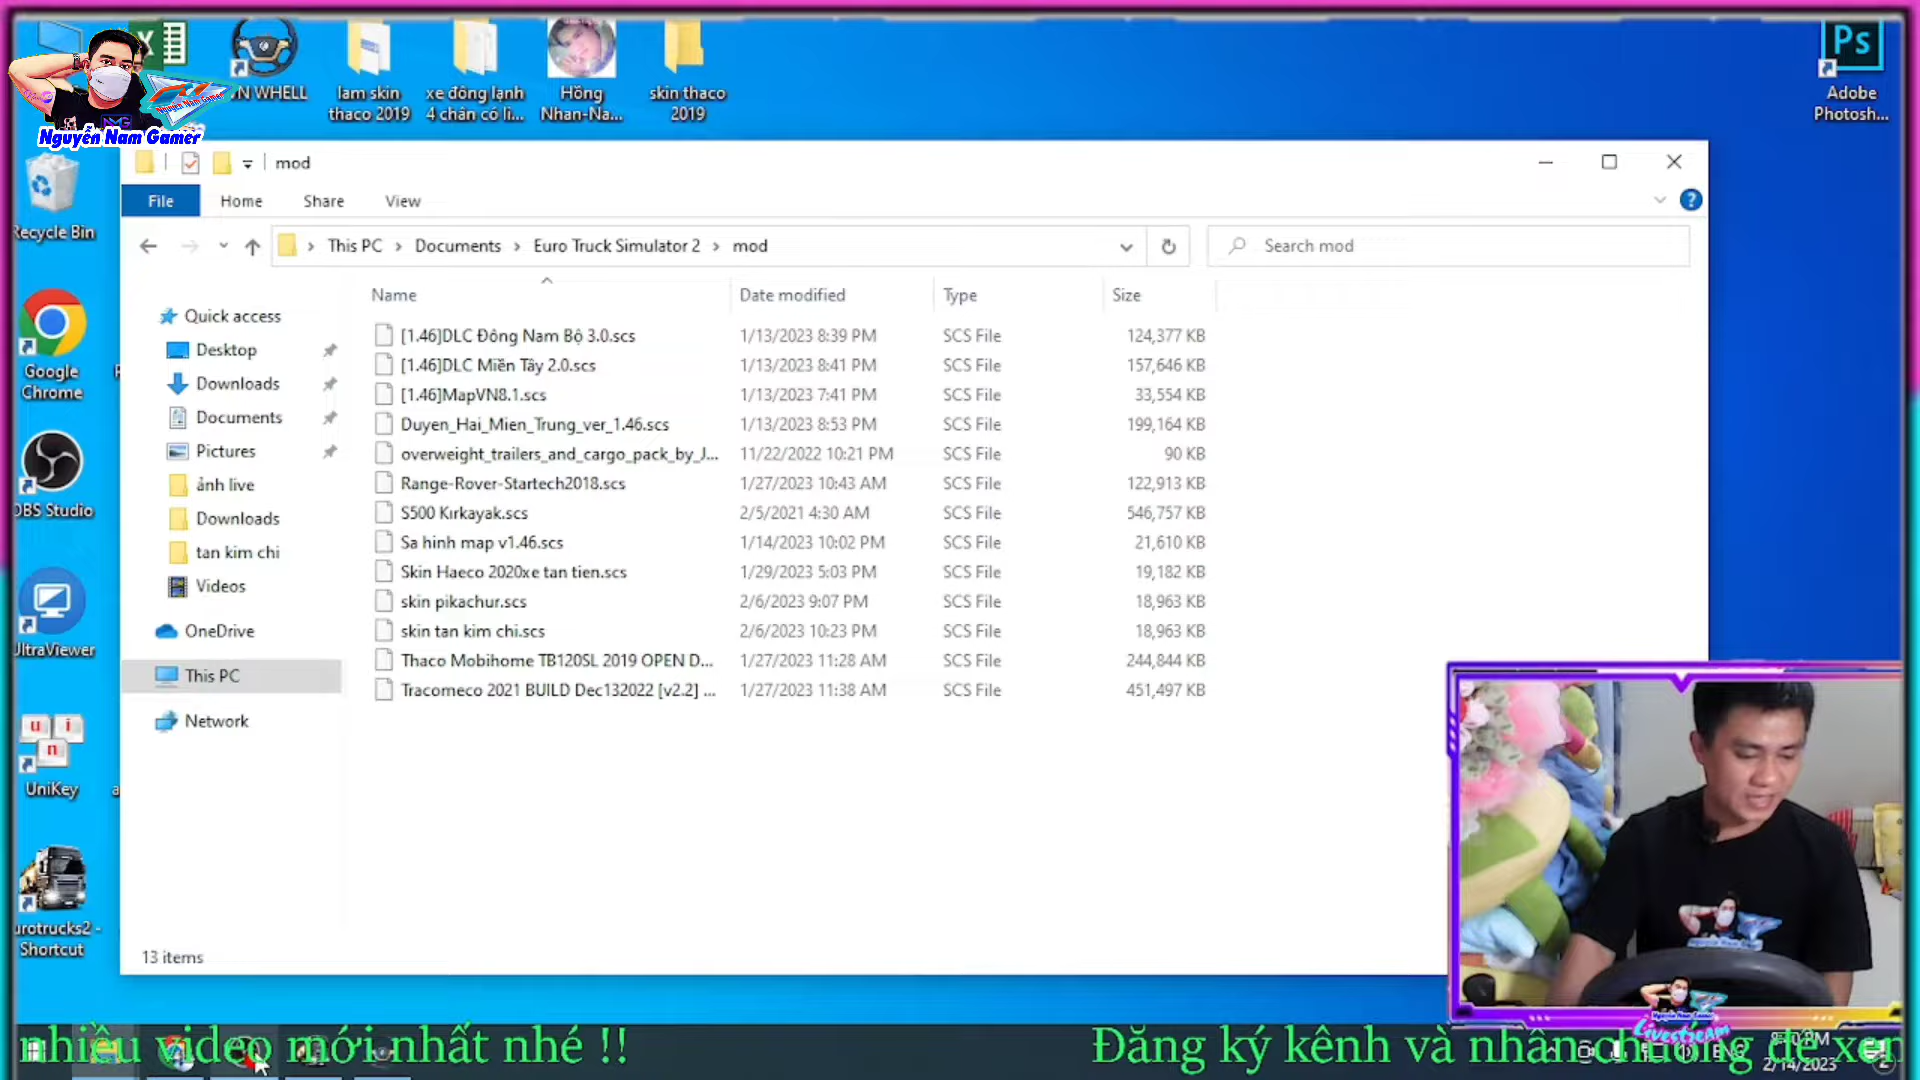 N WHELL
lam skin
thaco 2019
xe đông lạnh
4 chân có li...
Hồng
Nhan-Na...
skin thaco
2019
Ps
Adobe
Photosh...
Nguyễn Nam Gamer
mod
File
Home
Share
View
This PC
Documents
Euro Truck Simulator 2
mod
Search mod
Recycle Bin
Google
Chrome
OBS Studio
UltraViewer
u i
n
UniKey
urotrucks2 -
Shortcut
Quick access
Desktop
Downloads
Documents
Pictures
ảnh live
Downloads
tan kim chi
Videos
OneDrive
This PC
Network
Name Date modified Type Size
[1.46]DLC Đông Nam Bộ 3.0.scs 1/13/2023 8:39 PM SCS File 124,377 KB
[1.46]DLC Miền Tây 2.0.scs 1/13/2023 8:41 PM SCS File 157,646 KB
[1.46]MapVN8.1.scs 1/13/2023 7:41 PM SCS File 33,554 KB
Duyen_Hai_Mien_Trung_ver_1.46.scs 1/13/2023 8:53 PM SCS File 199,164 KB
overweight_trailers_and_cargo_pack_by_J... 11/22/2022 10:21 PM SCS File 90 KB
Range-Rover-Startech2018.scs 1/27/2023 10:43 AM SCS File 122,913 KB
S500 Kırkayak.scs 2/5/2021 4:30 AM SCS File 546,757 KB
Sa hinh map v1.46.scs 1/14/2023 10:02 PM SCS File 21,610 KB
Skin Haeco 2020xe tan tien.scs 1/29/2023 5:03 PM SCS File 19,182 KB
skin pikachur.scs 2/6/2023 9:07 PM SCS File 18,963 KB
skin tan kim chi.scs 2/6/2023 10:23 PM SCS File 18,963 KB
Thaco Mobihome TB120SL 2019 OPEN D... 1/27/2023 11:28 AM SCS File 244,844 KB
Tracomeco 2021 BUILD Dec132022 [v2.2] ... 1/27/2023 11:38 AM SCS File 451,497 KB
13 items
Livestream
nhiều video mới nhất nhé !!
Đăng ký kênh và nhấn chuông để xem
2/14/2023